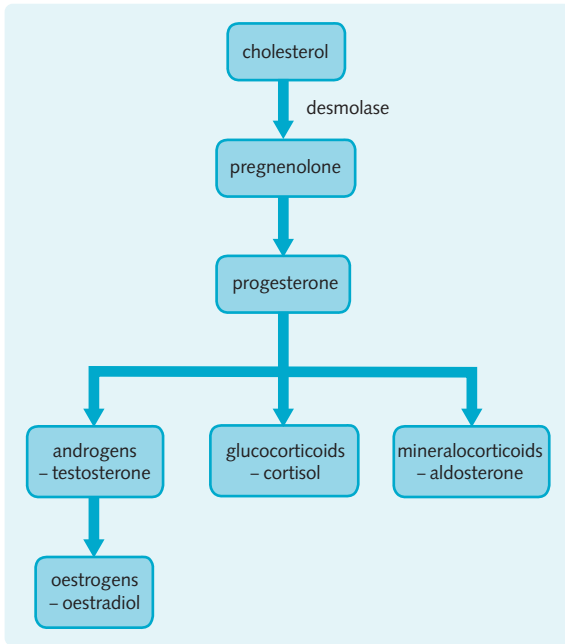 cholesterol
desmolase
pregnenolone
progesterone
androgens
– testosterone
glucocorticoids
– cortisol
mineralocorticoids
– aldosterone
oestrogens
– oestradiol